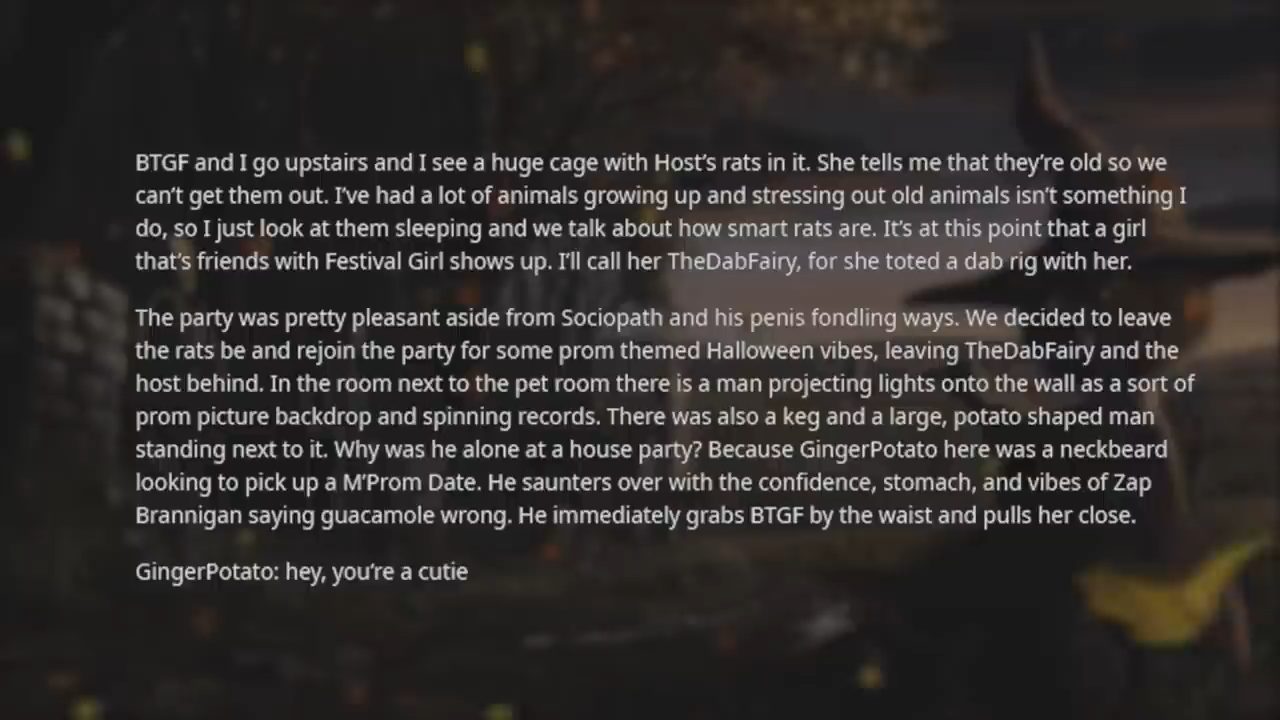 BTGF and I go upstairs and I see a huge cage with Host's rats in it. She tells me that they're old so we
can't get them out. I've had a lot of animals growing up and stressing out old animals isn't something I
do, so I just look at them sleeping and we talk about how smart rats are. It's at this point that a girl
that's friends with Festival Girl shows up. I'll call her TheDabFairy, for she toted a dab rig with her.
The party was pretty pleasant aside from Sociopath and his penis fondling ways. We decided to leave
the rats be and rejoin the party for some prom themed Halloween vibes, leaving TheDabFairy and the
host behind. In the room next to the pet room there is a man projecting lights onto the wall as a sort of
prom picture backdrop and spinning records. There was also a keg and a large, potato shaped man
standing next to it. Why was he alone at a house party? Because GingerPotato here was a neckbeard
looking to pick up a M'Prom Date. He saunters over with the confidence, stomach, and vibes of Zap
Brannigan saying guacamole wrong. He immediately grabs BTGF by the waist and pulls her close.
GingerPotato: hey, you're a cutie